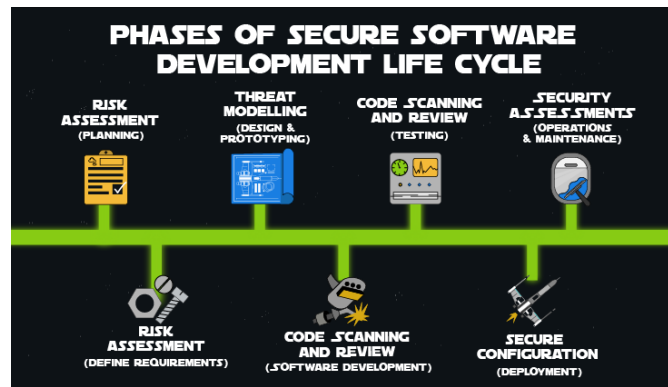 PHASES OF SECURE SOFTWARE
DEVELOPMENT LIFE CYCLE
RISK
ASSESSMENT
(PLANNING)
THREAT
MODELLING
(DESIGN &
PROTOTYPING)
CODE SCANNING
AND REVIEW
(TESTING)
SECURITY
ASSESSMENTS
(OPERATIONS
& MAINTENANCE)
RISK
ASSESSMENT
(DEFINE REQUIREMENTS)
CODE SCANNING
AND REVIEW
(SOFTWARE DEVELOPMENT)
SECURE
CONFIGURATION
(DEPLOYMENT)